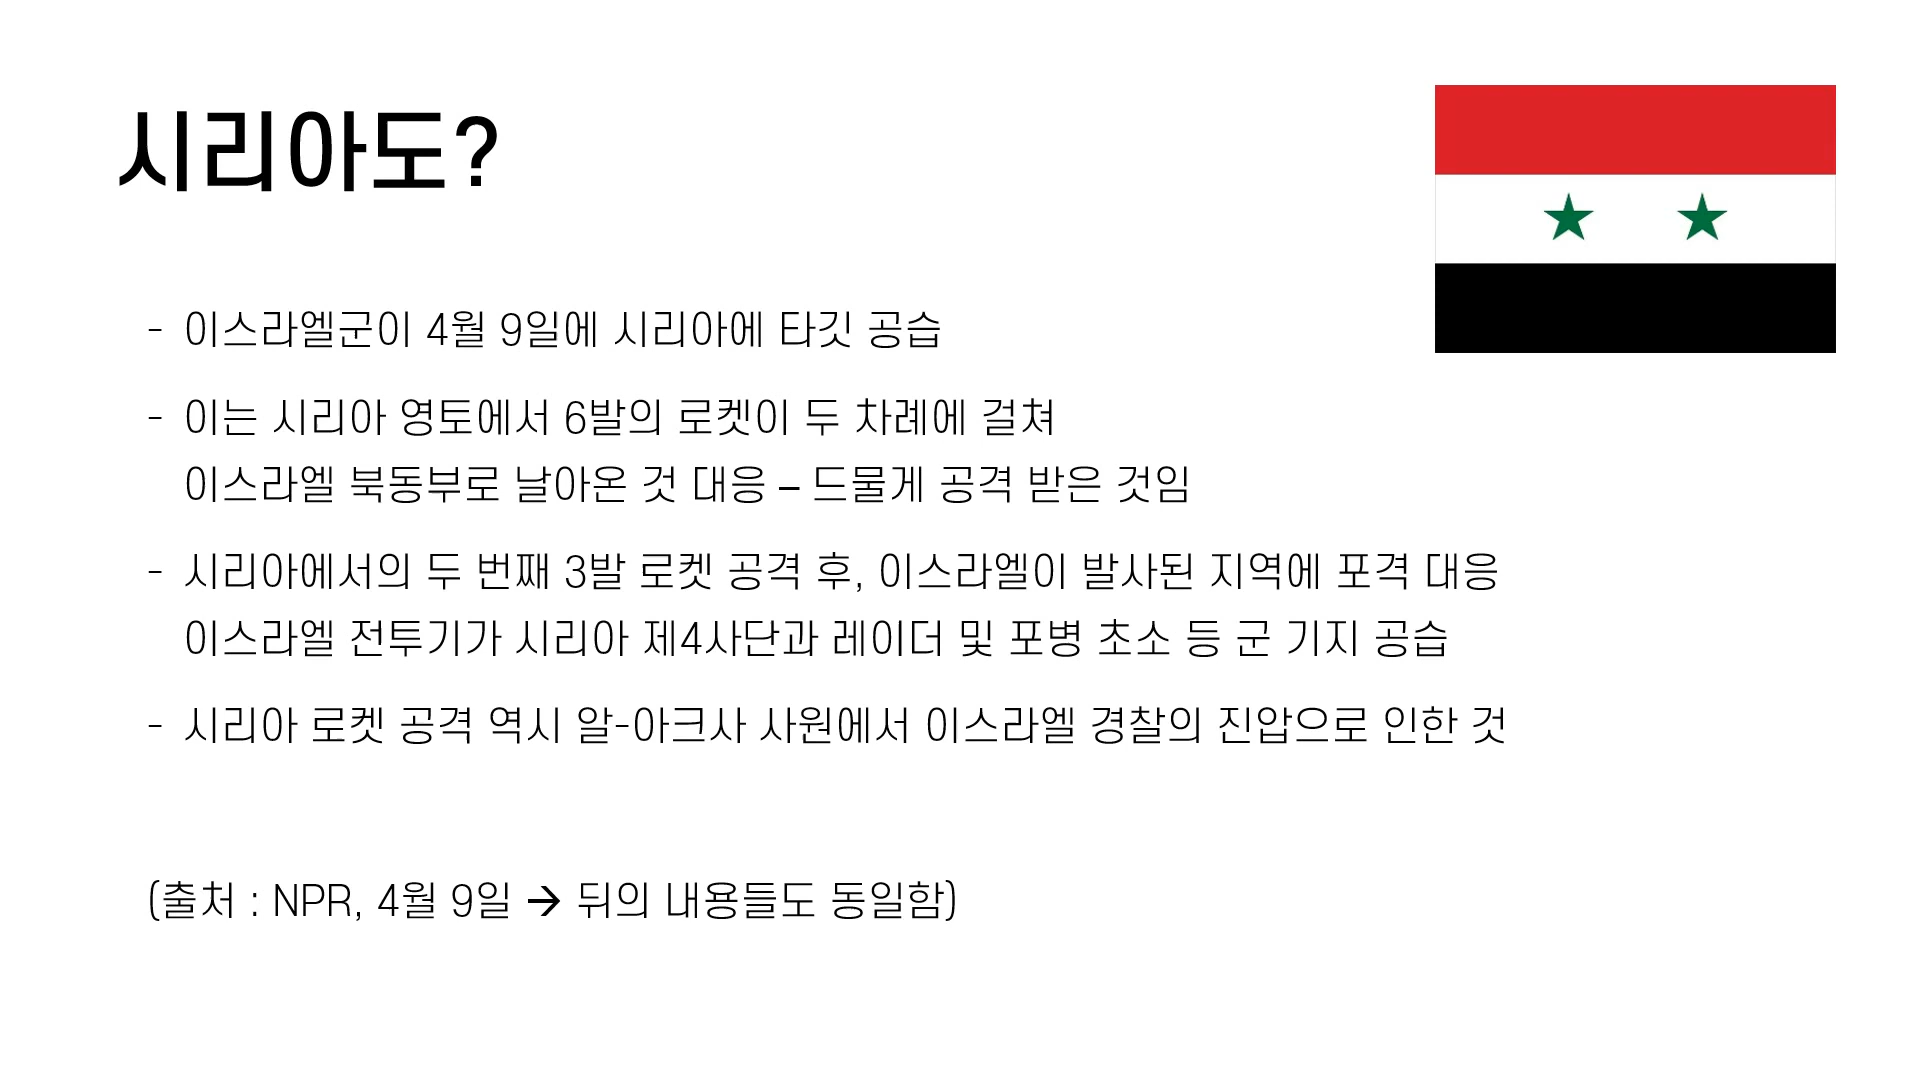 시리아도?
- 이스라엘군이 4월 9일에 시리아에 타깃 공습
- 이는 시리아 영토에서 6발의 로켓이 두 차례에 걸쳐
이스라엘 북동부로 날아온 것 대응 – 드물게 공격 받은 것임
- 시리아에서의 두 번째 3발 로켓 공격 후, 이스라엘이 발사된 지역에 포격 대응
이스라엘 전투기가 시리아 제4사단과 레이더 및 포병 초소 등 군 기지 공습
- 시리아 로켓 공격 역시 알-아크사 사원에서 이스라엘 경찰의 진압으로 인한 것
(출처 : NPR, 4월 9일 → 뒤의 내용들도 동일함)